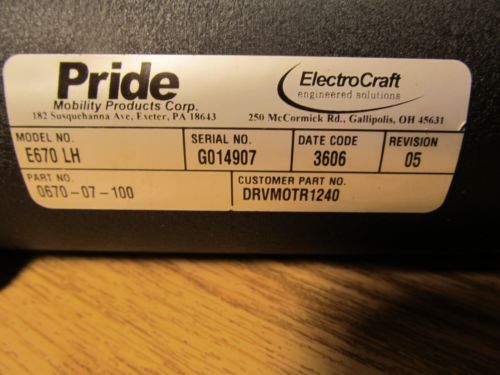 Pride
Mobility Products Corp.
182 Susquehanna Ave, Exeter, PA 18643
ElectroCraft
engineered solutions
250 McCormick Rd., Gallipolis, OH 45631
MODEL NO. SERIAL NO. DATE CODE REVISION
E670 LH G014907 3606 05
PART NO. CUSTOMER PART NO.
0670-07-100 DRVMOTR1240